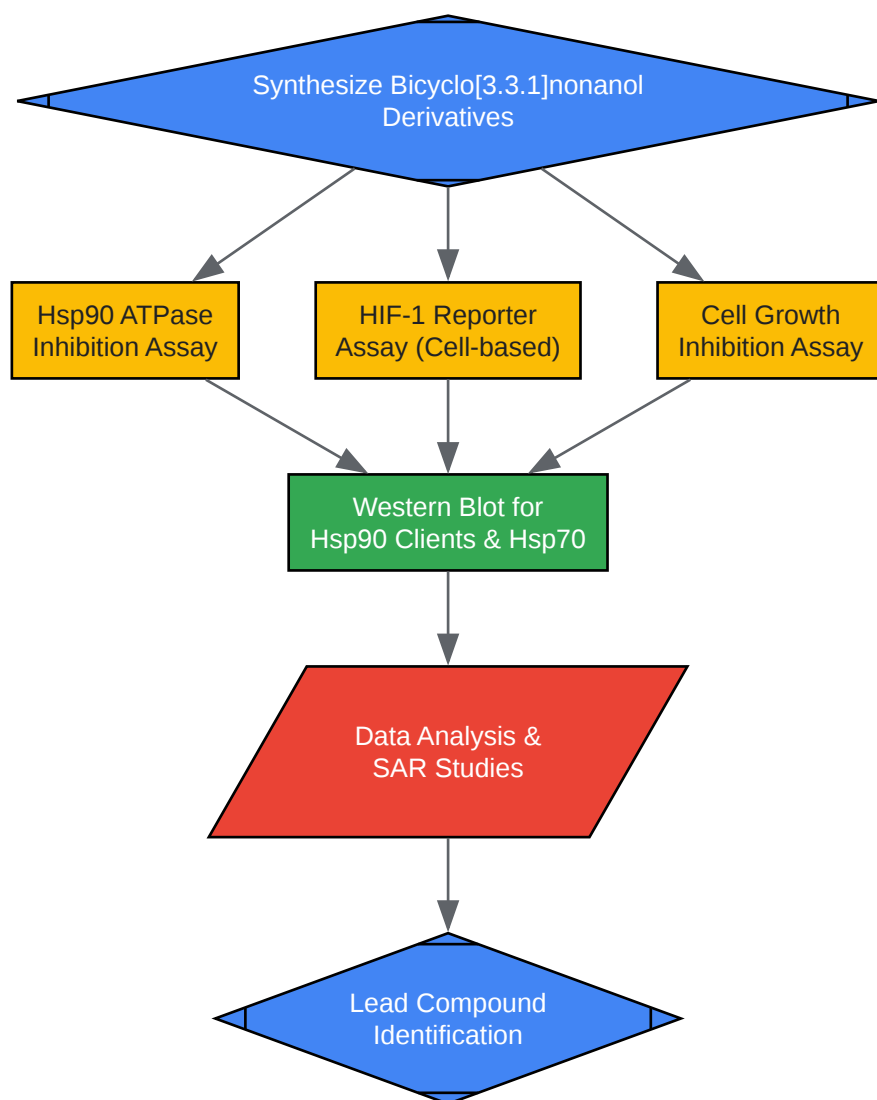 Synthesize Bicyclo[3.3.1]nonanol
Derivatives
Hsp90 ATPase
Inhibition Assay
HIF-1 Reporter
Assay (Cell-based)
Cell Growth
Inhibition Assay
Western Blot for
Hsp90 Clients & Hsp70
Data Analysis &
SAR Studies
Lead Compound
Identification